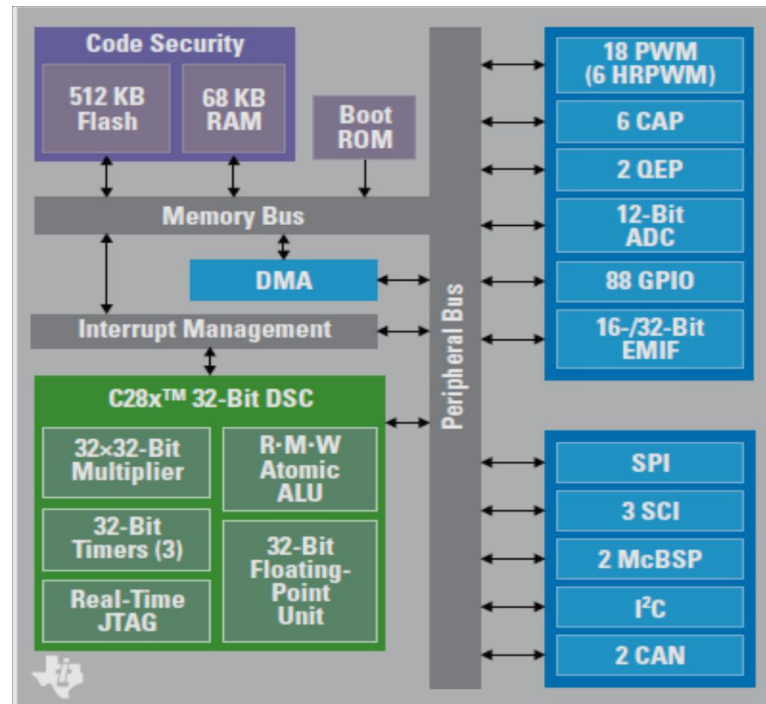 Code Security
512 KB
Flash
68 KB
RAM
Boot
ROM
Memory Bus
DMA
Interrupt Management
C28x™ 32-Bit DSC
32×32-Bit
Multiplier
R·M·W
Atomic
ALU
32-Bit
Timers (3)
32-Bit
Floating-
Point
Unit
Real-Time
JTAG
Peripheral Bus
18 PWM
(6 HRPWM)
6 CAP
2 QEP
12-Bit
ADC
88 GPIO
16-/32-Bit
EMIF
SPI
3 SCI
2 McBSP
I²C
2 CAN